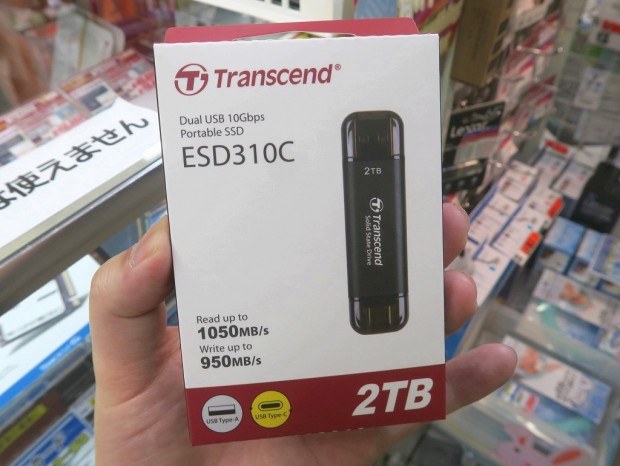 Transcend®
Dual USB 10Gbps
Portable SSD
ESD310C
2TB
Transcend
Solid State Drive
Read up to
1050MB/s
Write up to
950MB/s
USB Type-A
USB Type-C
2TB
は使えません
Lexar